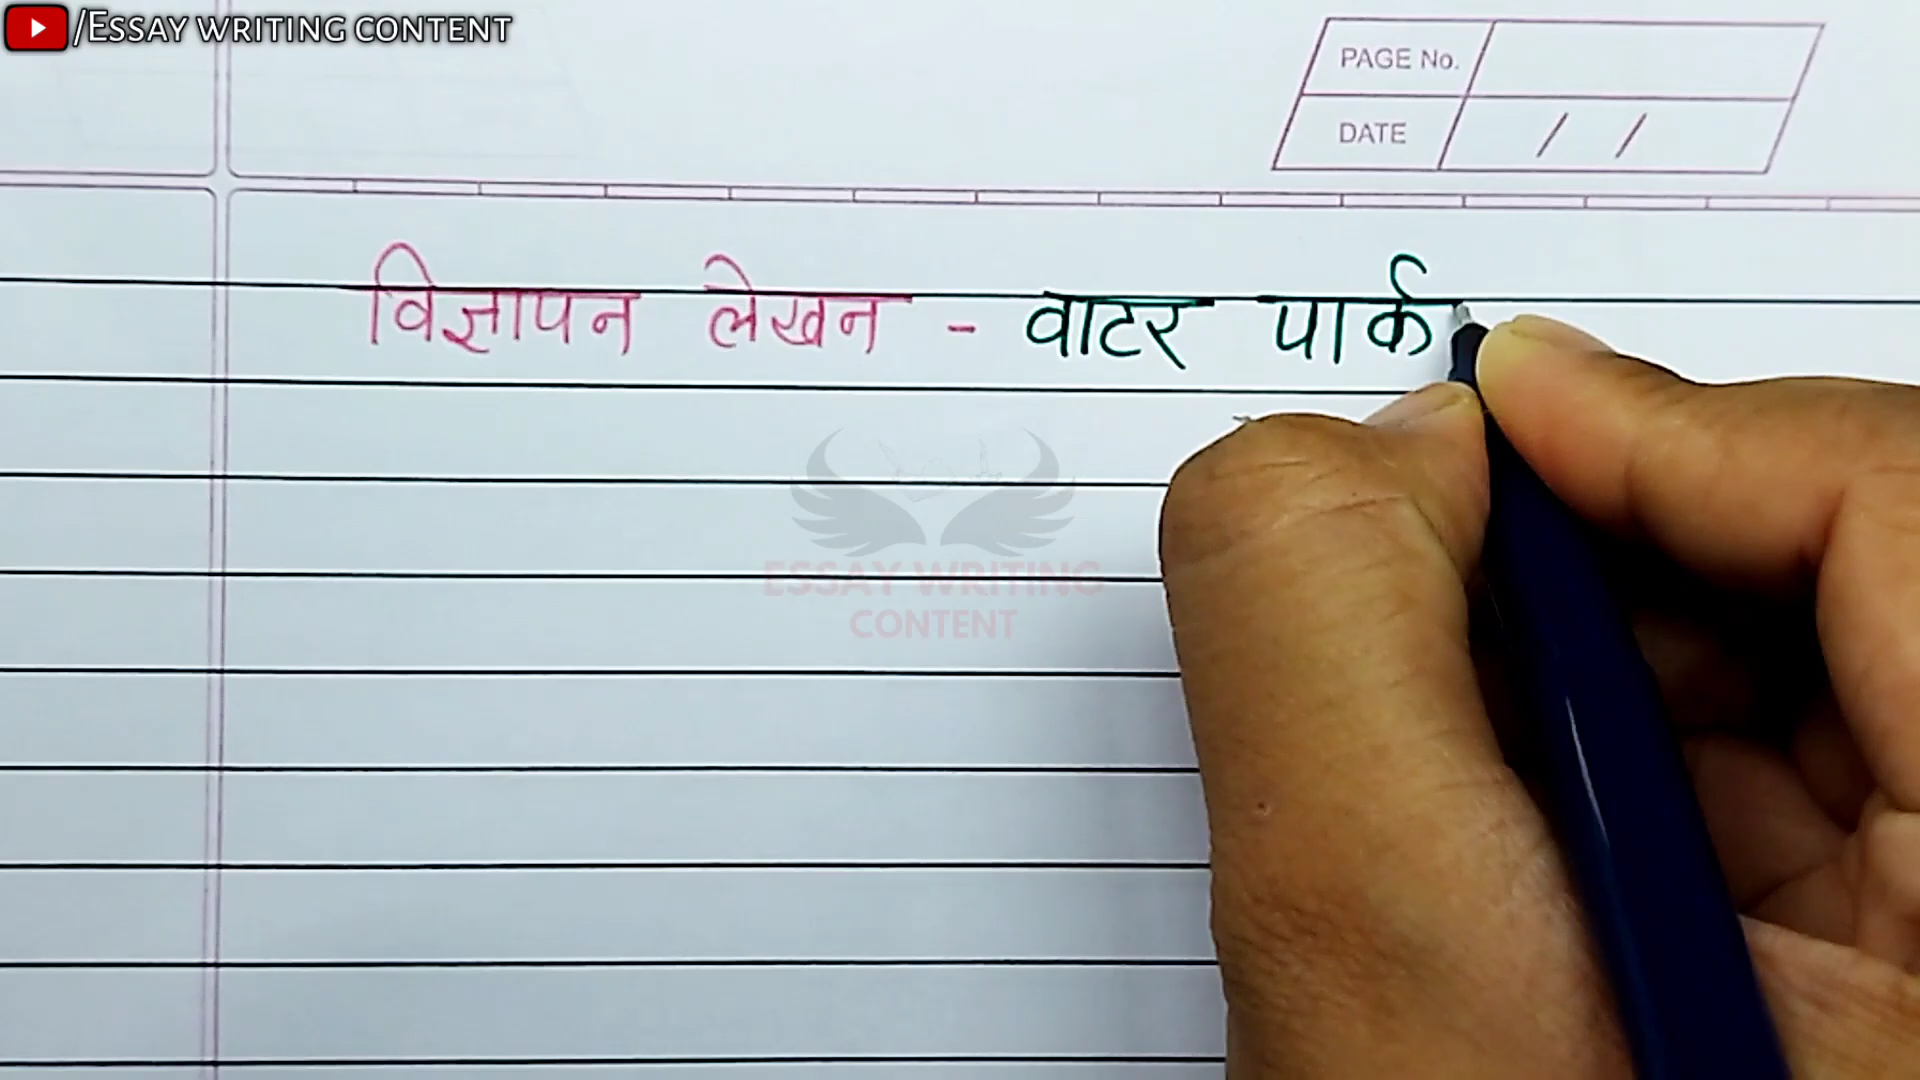 /ESSAY WRITING CONTENT
PAGE No.
DATE / /
विज्ञापन लेखन - वाटर पार्क
ESSAY WRITING
CONTENT